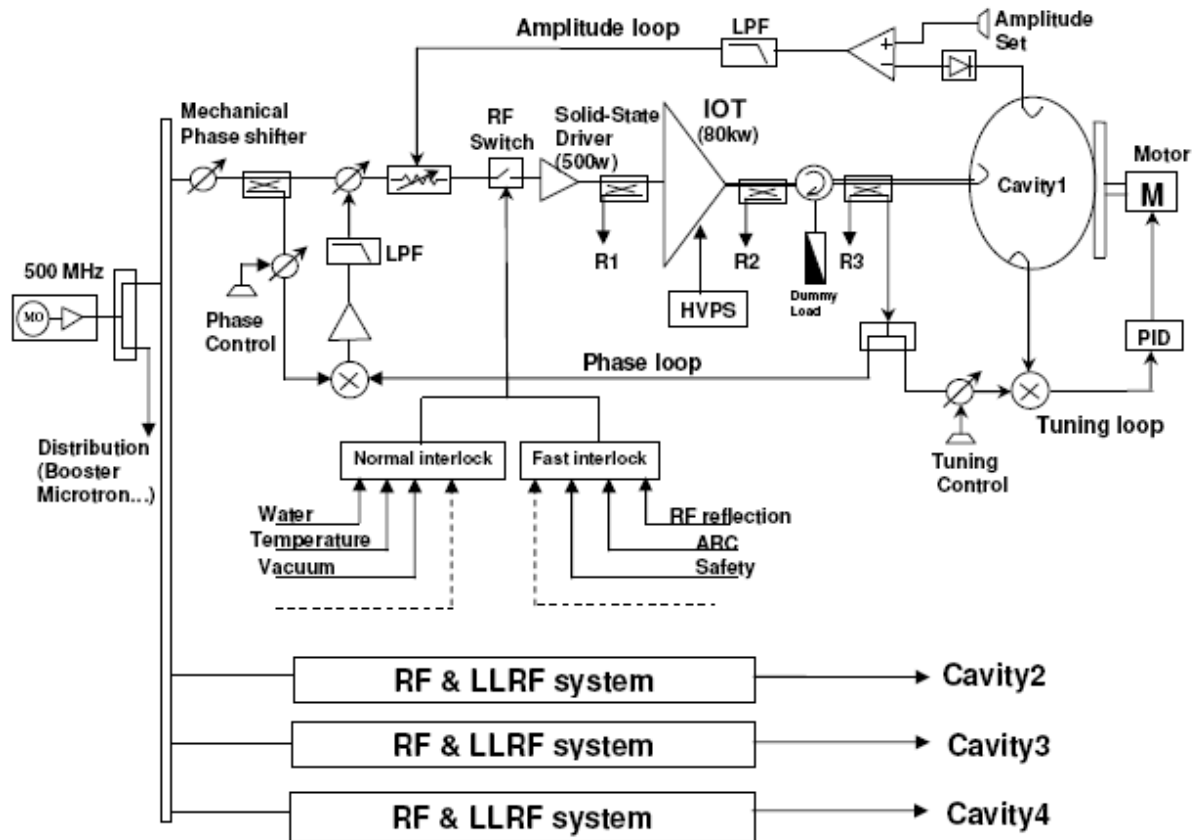 Amplitude loop
LPF
+
−
Amplitude
Set
Mechanical
Phase shifter
RF
Switch
Solid-State
Driver
(500w)
IOT
(80kw)
Cavity1
Motor
M
R1
R2
R3
HVPS
Dummy
Load
LPF
500 MHz
MO
Phase
Control
Phase loop
PID
Tuning loop
Tuning
Control
Distribution
(Booster
Microtron...)
Normal interlock
Fast interlock
Water
Temperature
Vacuum
RF reflection
ARC
Safety
RF & LLRF system
Cavity2
RF & LLRF system
Cavity3
RF & LLRF system
Cavity4